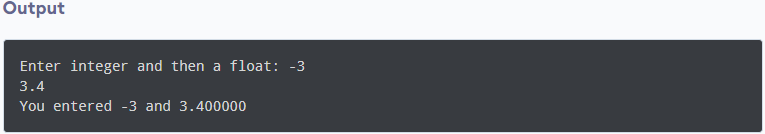 Output
Enter integer and then a float: -3
3.4
You entered -3 and 3.400000